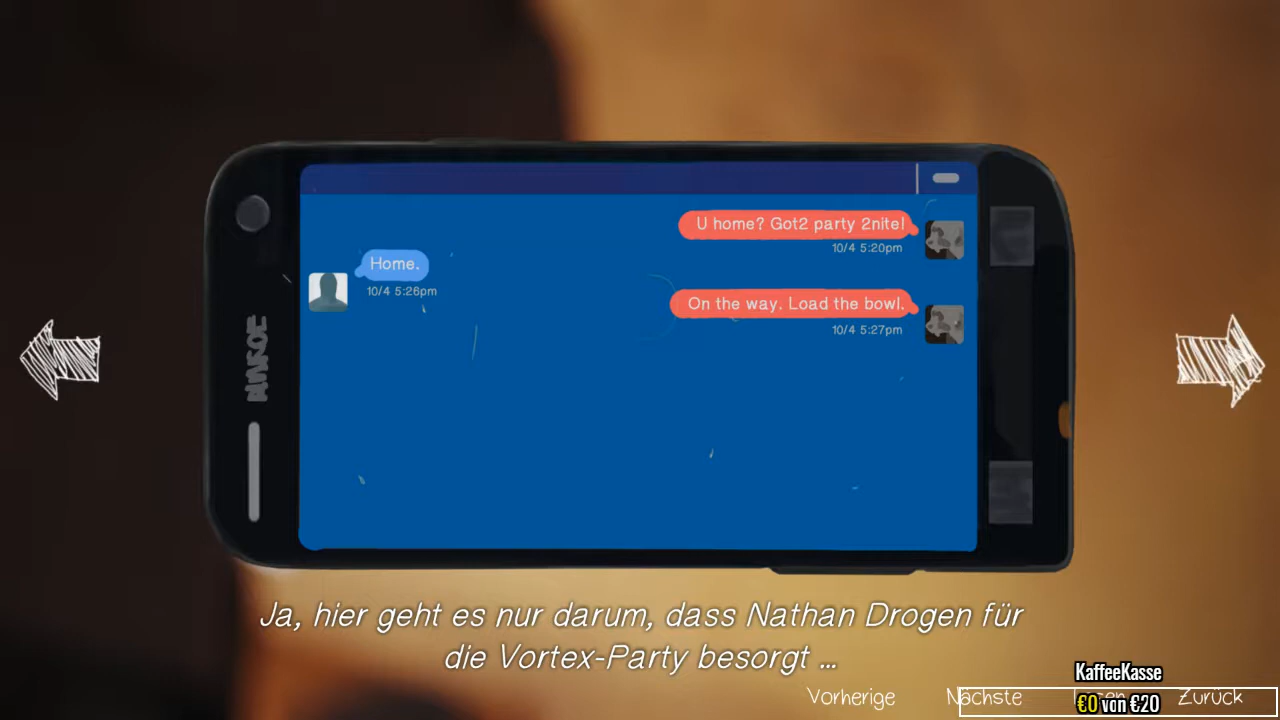 U home? Got2 party 2nite!
10/4 5:20pm
Home.
10/4 5:26pm
On the way. Load the bowl.
10/4 5:27pm
Ja, hier geht es nur darum, dass Nathan Drogen für
die Vortex-Party besorgt ...
KaffeeKasse
Vorherige Nächste Zurück
€0 von €20